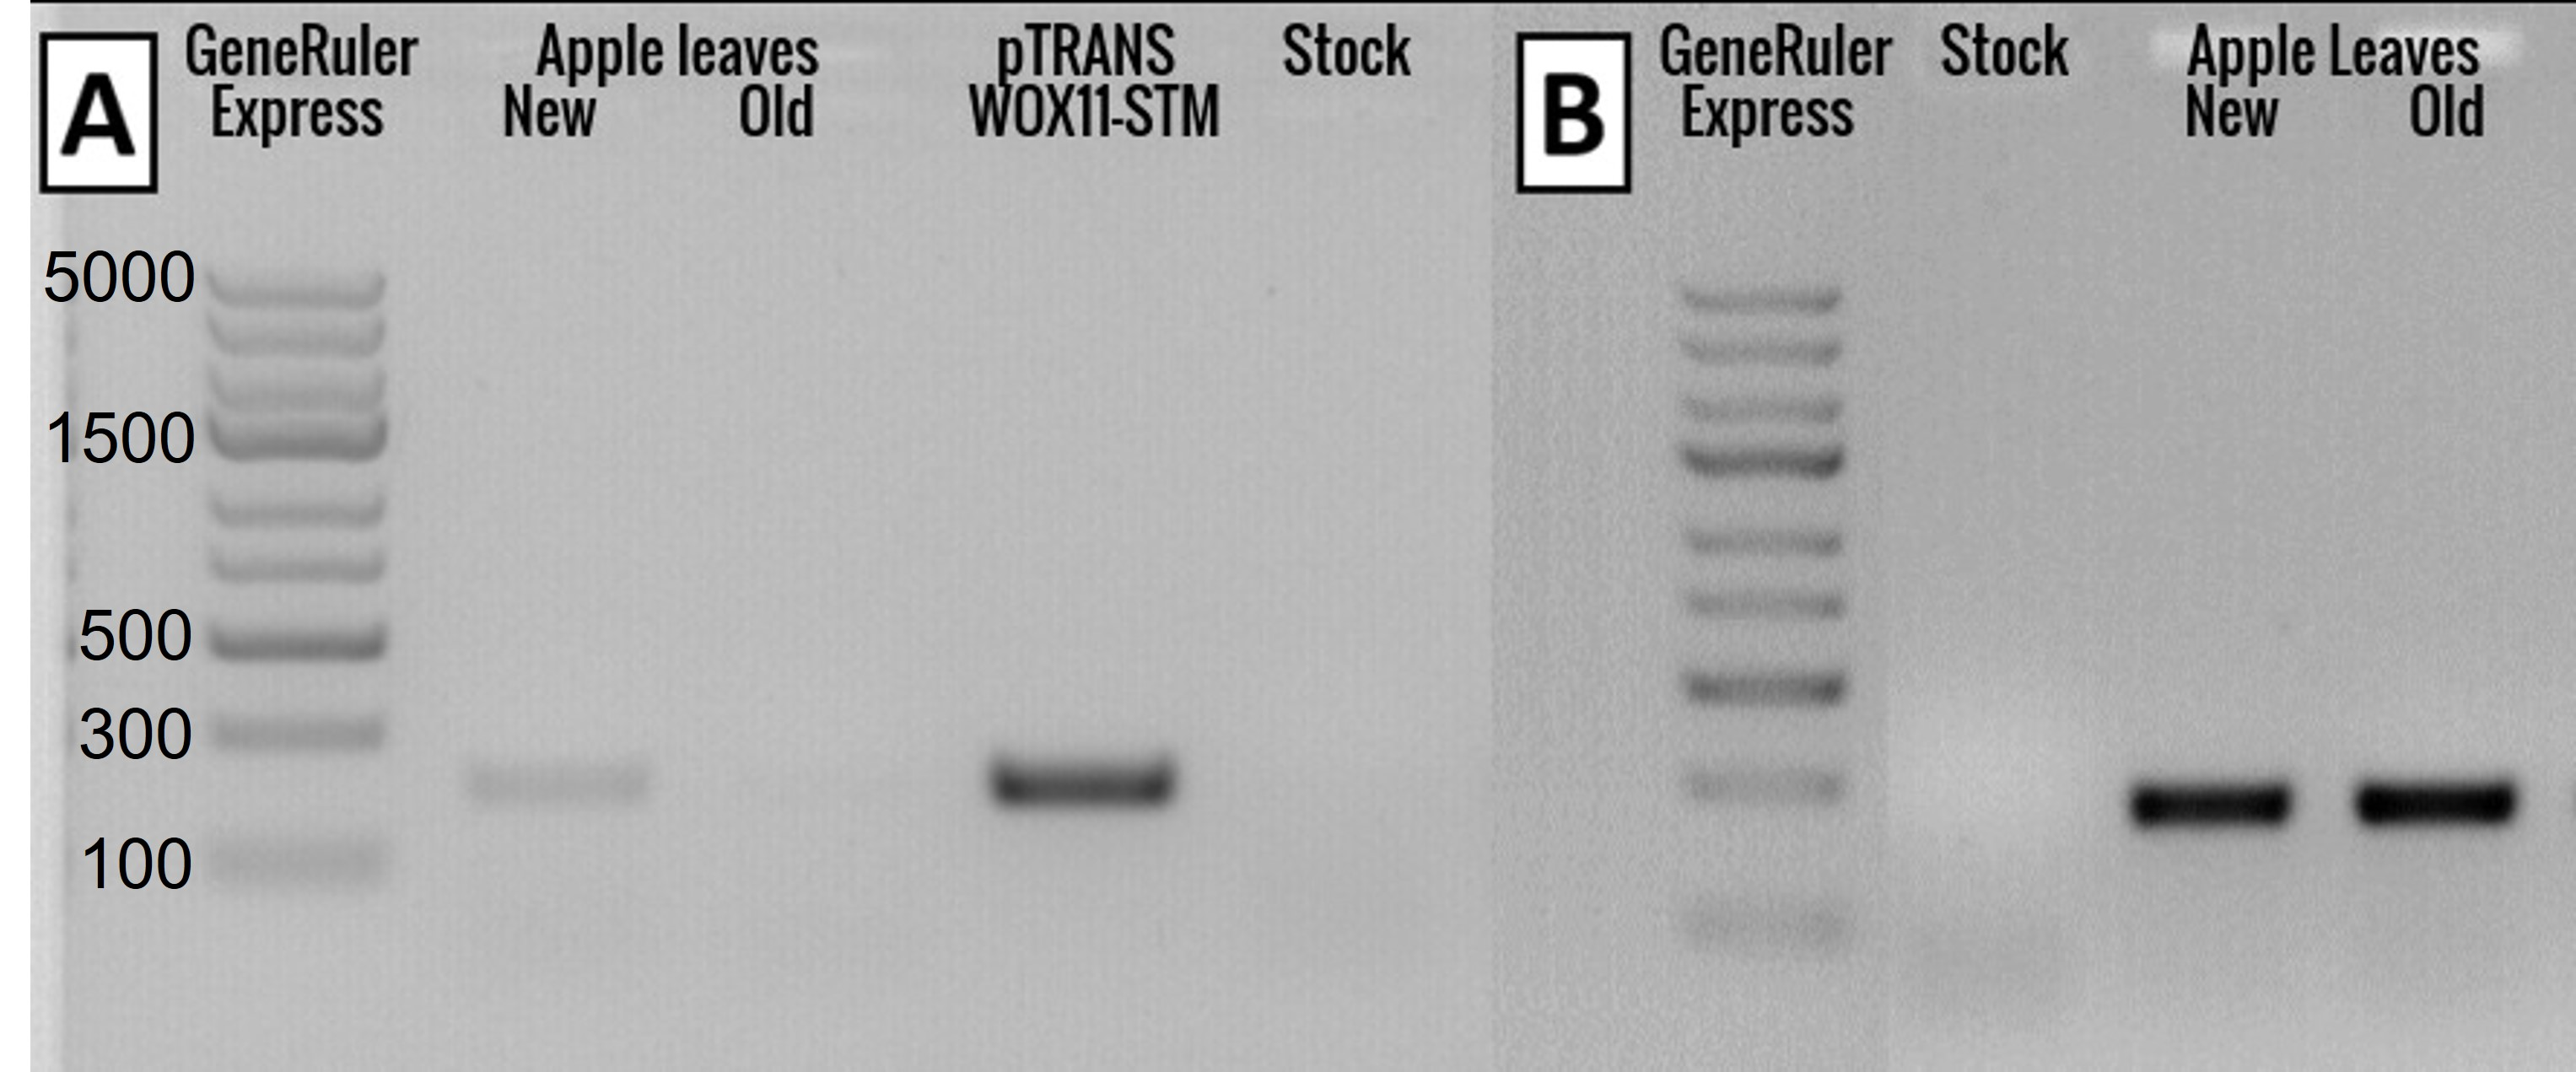 A
GeneRuler
Express
Apple leaves
New Old
pTRANS
WOX11-STM
Stock
5000
1500
500
300
100
B
GeneRuler
Express
Stock
Apple Leaves
New Old